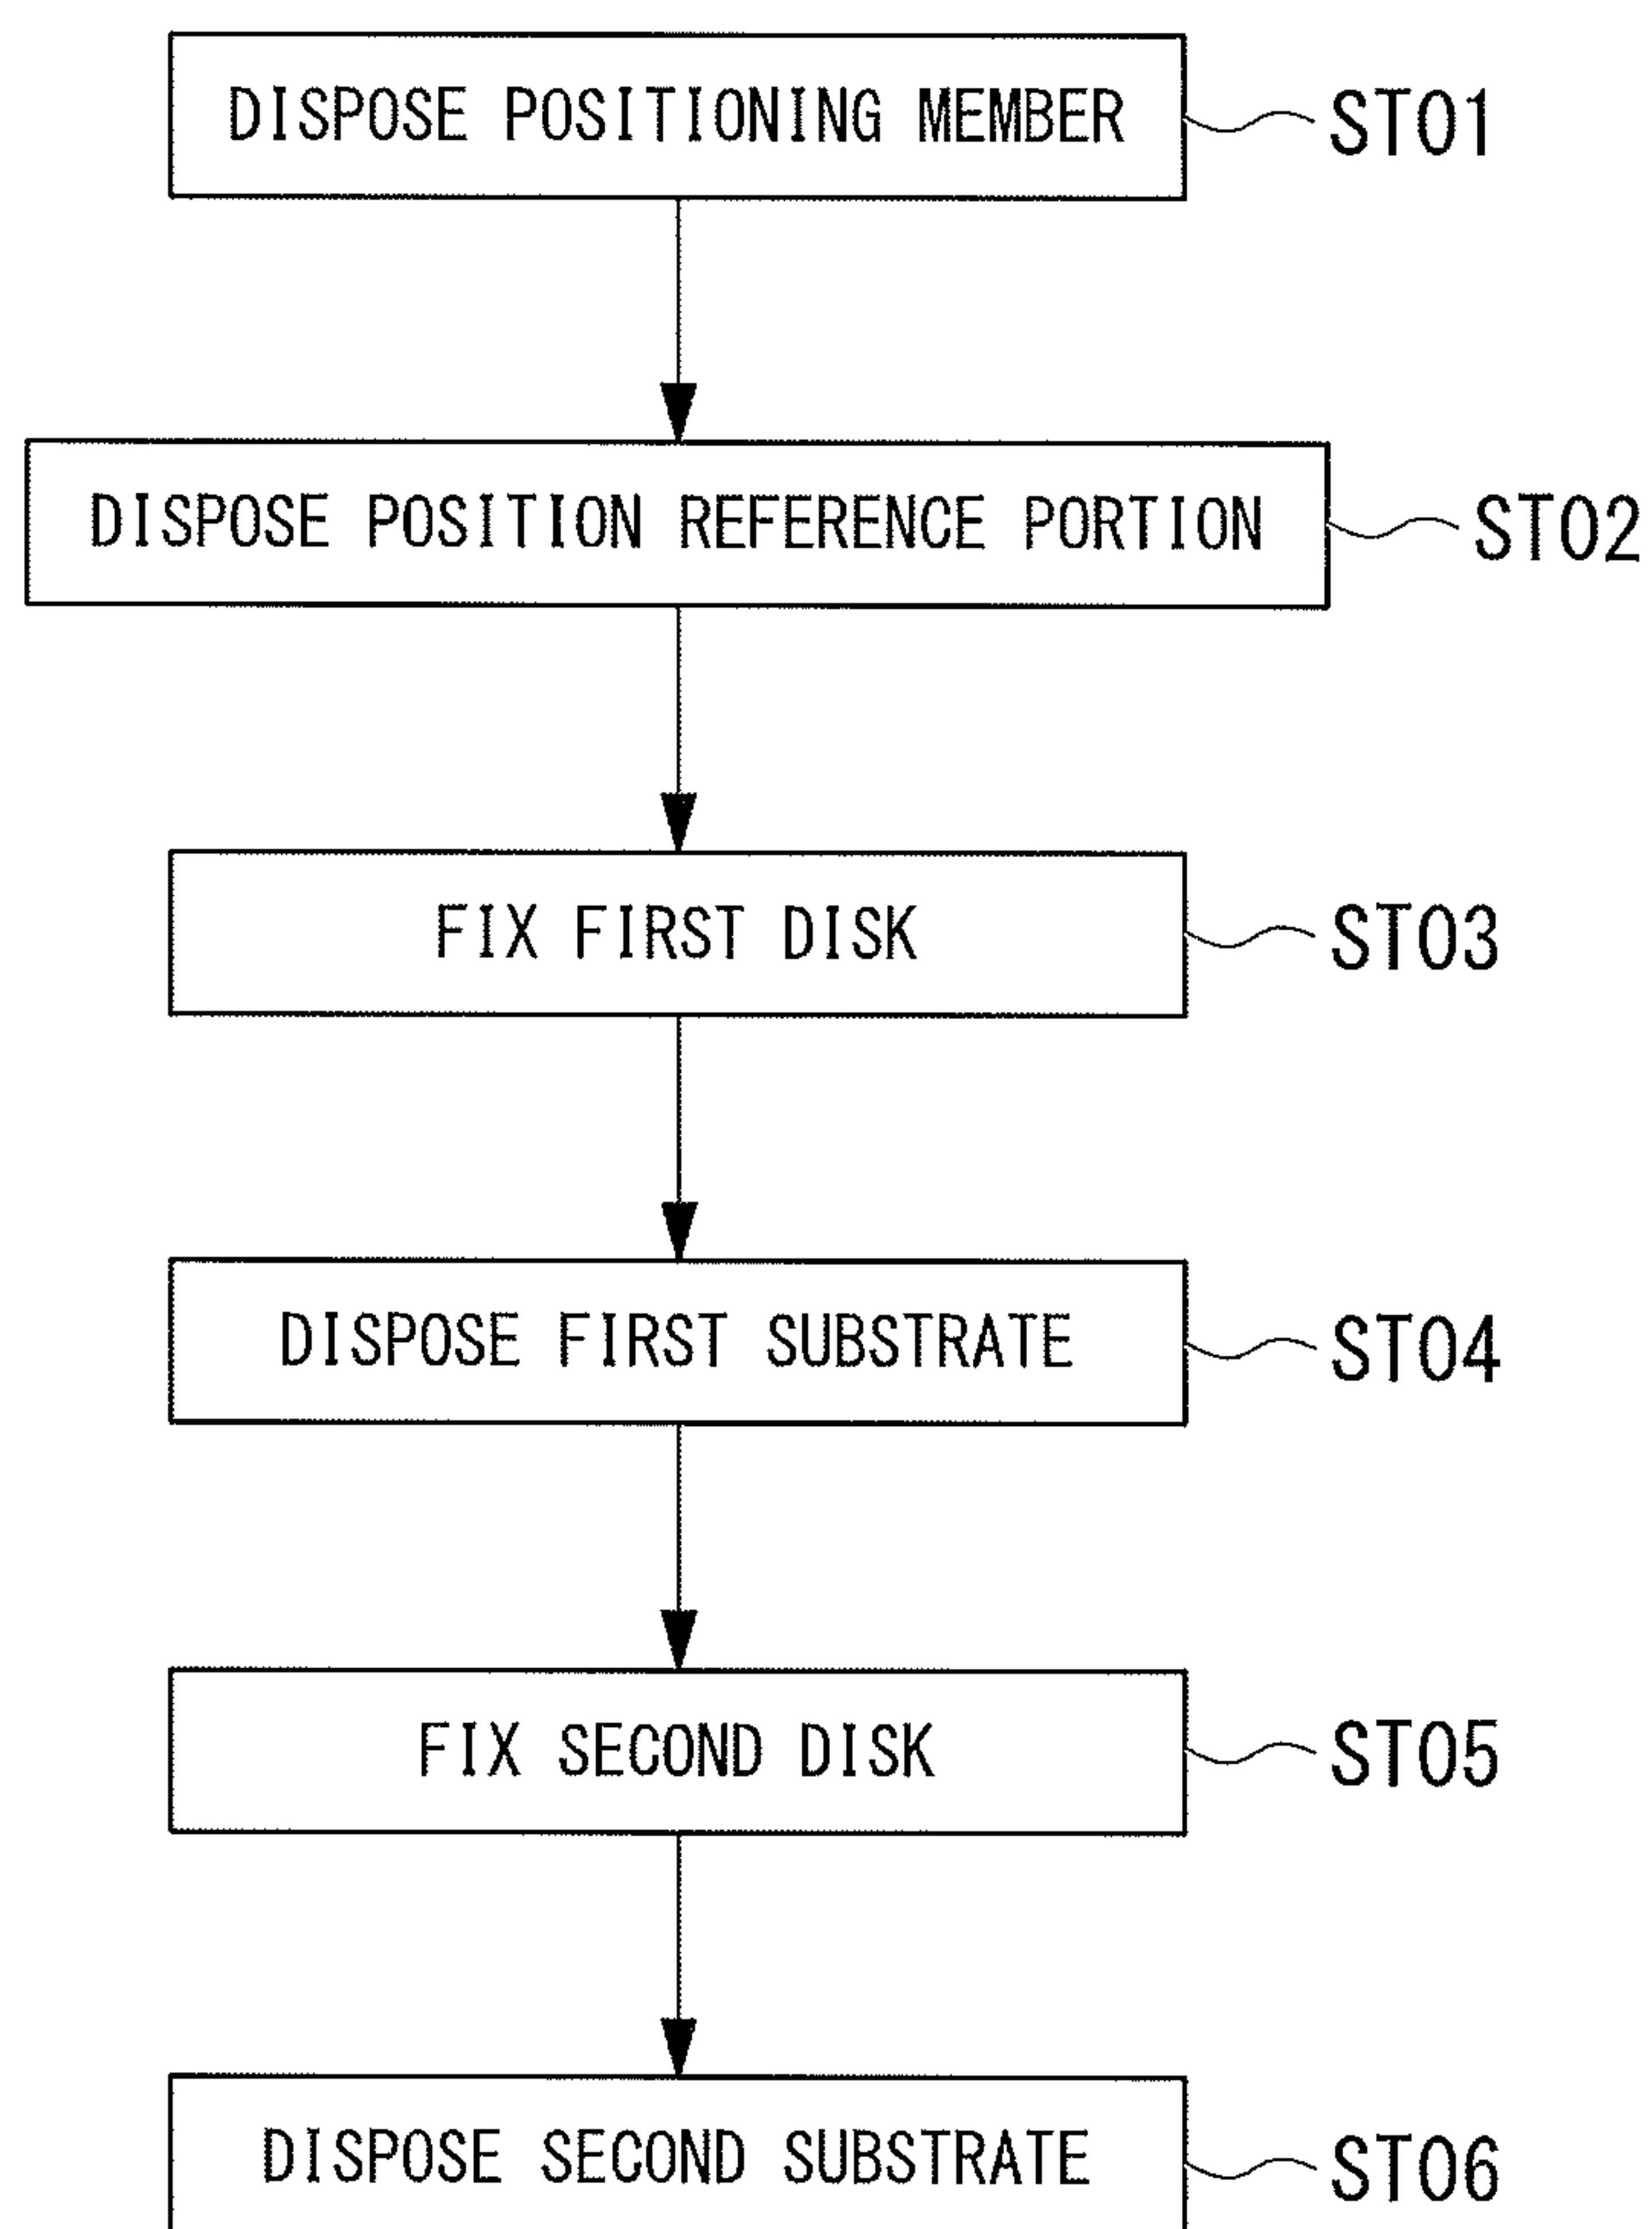 DISPOSE POSITIONING MEMBER ST01
DISPOSE POSITION REFERENCE PORTION ST02
FIX FIRST DISK ST03
DISPOSE FIRST SUBSTRATE ST04
FIX SECOND DISK ST05
DISPOSE SECOND SUBSTRATE ST06